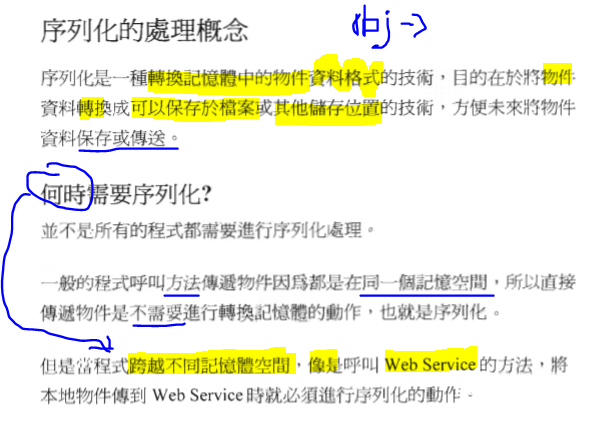 序列化的處理概念
obj →
序列化是一種轉換記憶體中的物件資料格式的技術，目的在於將物件
資料轉換成可以保存於檔案或其他儲存位置的技術，方便未來將物件
資料保存或傳送。
何時需要序列化?
並不是所有的程式都需要進行序列化處理。
一般的程式呼叫方法傳遞物件因為都是在同一個記憶空間，所以直接
傳遞物件是不需要進行轉換記憶體的動作，也就是序列化。
但是當程式跨越不同記憶體空間，像是呼叫 Web Service 的方法，將
本地物件傳到 Web Service 時就必須進行序列化的動作。